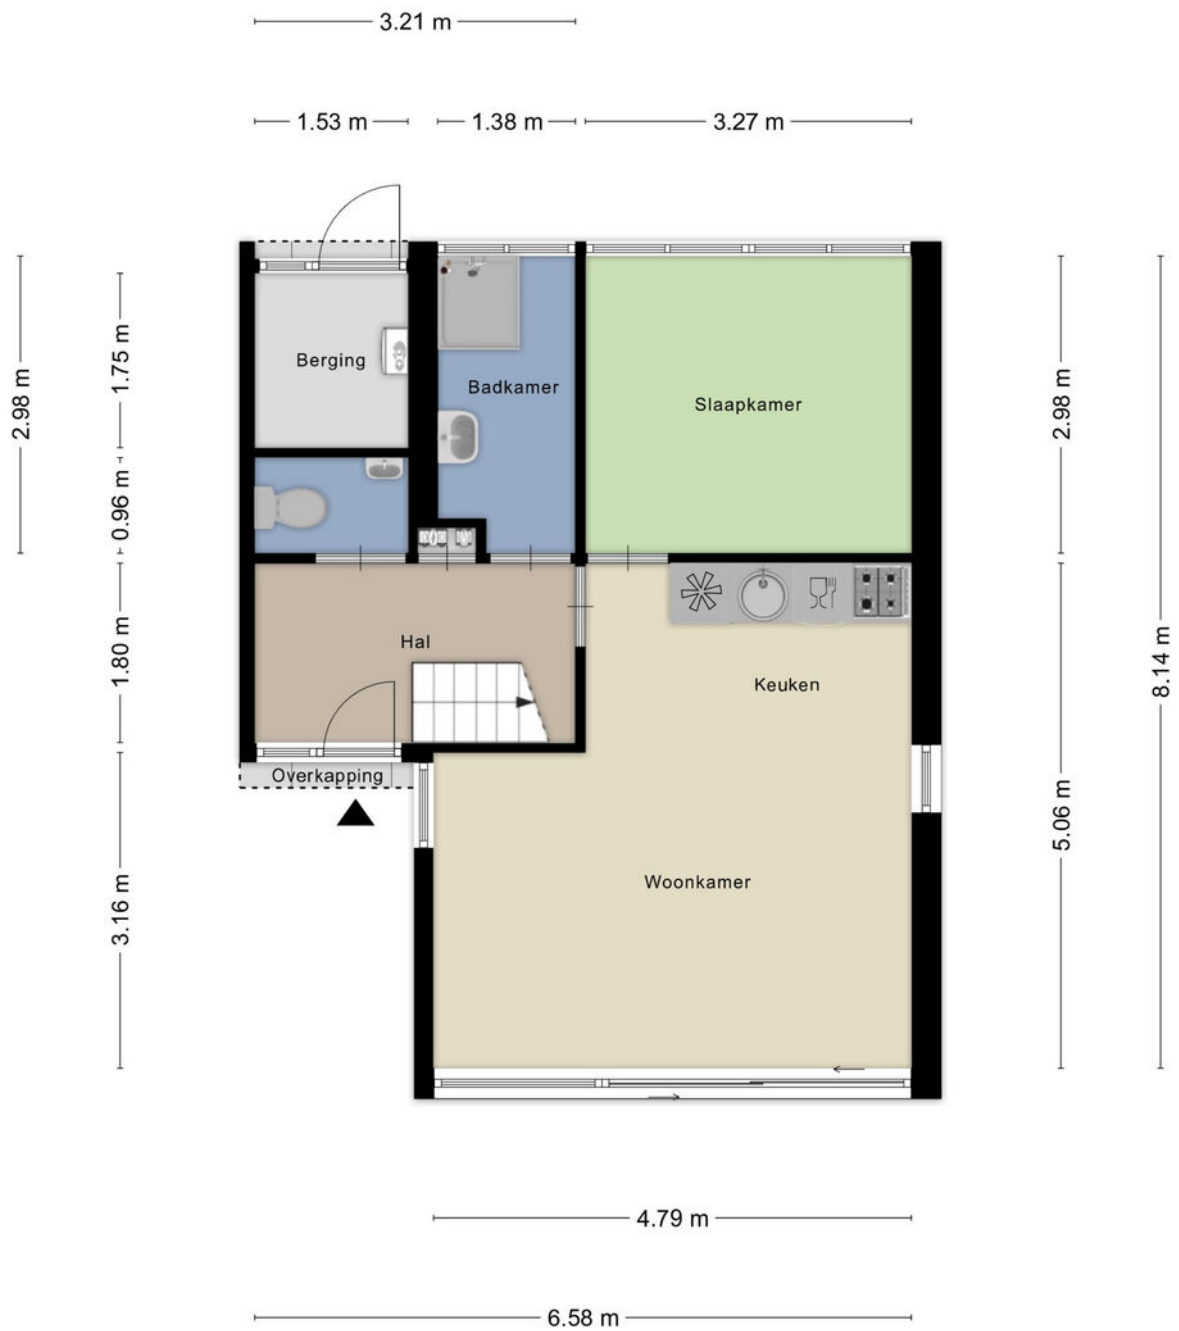 3.21 m
1.53 m
1.38 m
3.27 m
2.98 m
1.75 m
0.96 m
1.80 m
3.16 m
Berging
Badkamer
Slaapkamer
Hal
Keuken
Overkapping
Woonkamer
2.98 m
5.06 m
8.14 m
4.79 m
6.58 m